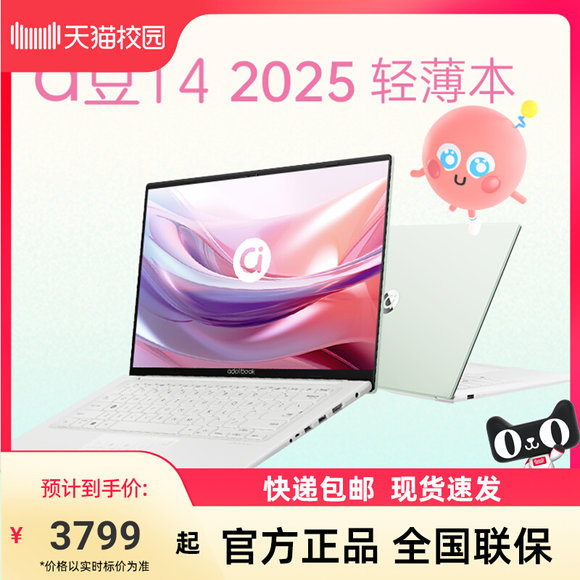 天猫校园
a豆14 2025 轻薄本
adolbook
预计到手价:
¥ 3799 起
*价格以实时标价为准
快递包邮 现货速发
官方正品 全国联保